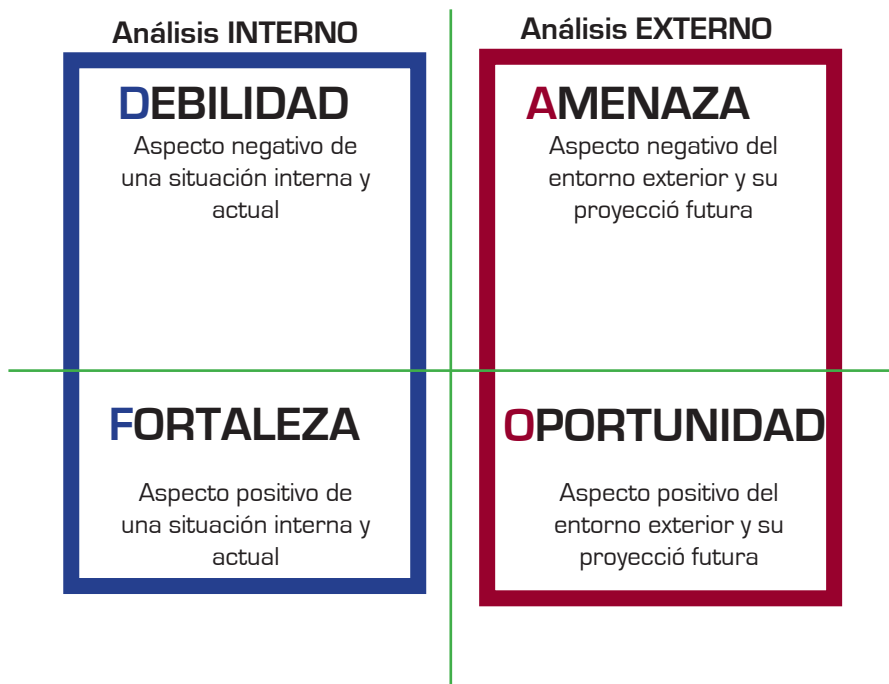 Análisis INTERNO
DEBILIDAD
Aspecto negativo de
una situación interna y
actual
FORTALEZA
Aspecto positivo de
una situación interna y
actual
Análisis EXTERNO
AMENAZA
Aspecto negativo del
entorno exterior y su
proyecció futura
OPORTUNIDAD
Aspecto positivo del
entorno exterior y su
proyecció futura